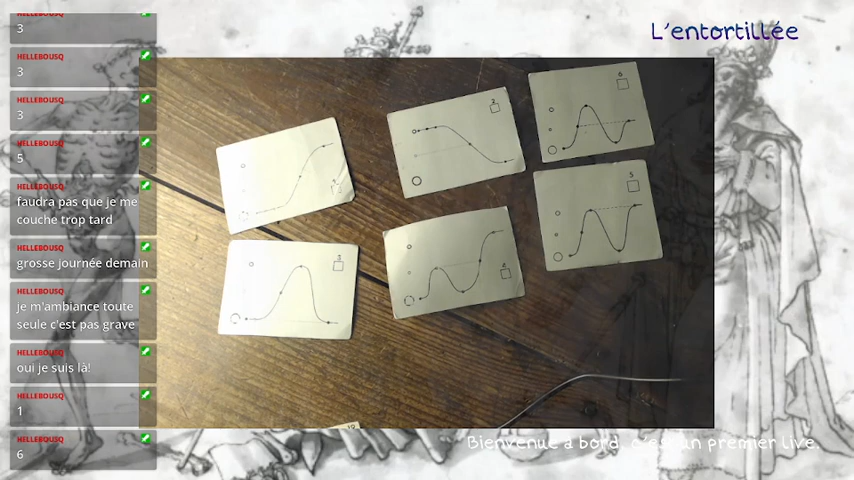 HELLEBOUSQ
3
HELLEBOUSQ
3
HELLEBOUSQ
3
HELLEBOUSQ
5
HELLEBOUSQ
faudra pas que je me
couche trop tard
HELLEBOUSQ
grosse journée demain
HELLEBOUSQ
je m'ambiance toute
seule c'est pas grave
HELLEBOUSQ
oui je suis là!
HELLEBOUSQ
1
HELLEBOUSQ
6
L'entortillée
2
6
3
4
5
Bienvenue à bord, c'est un premier live.